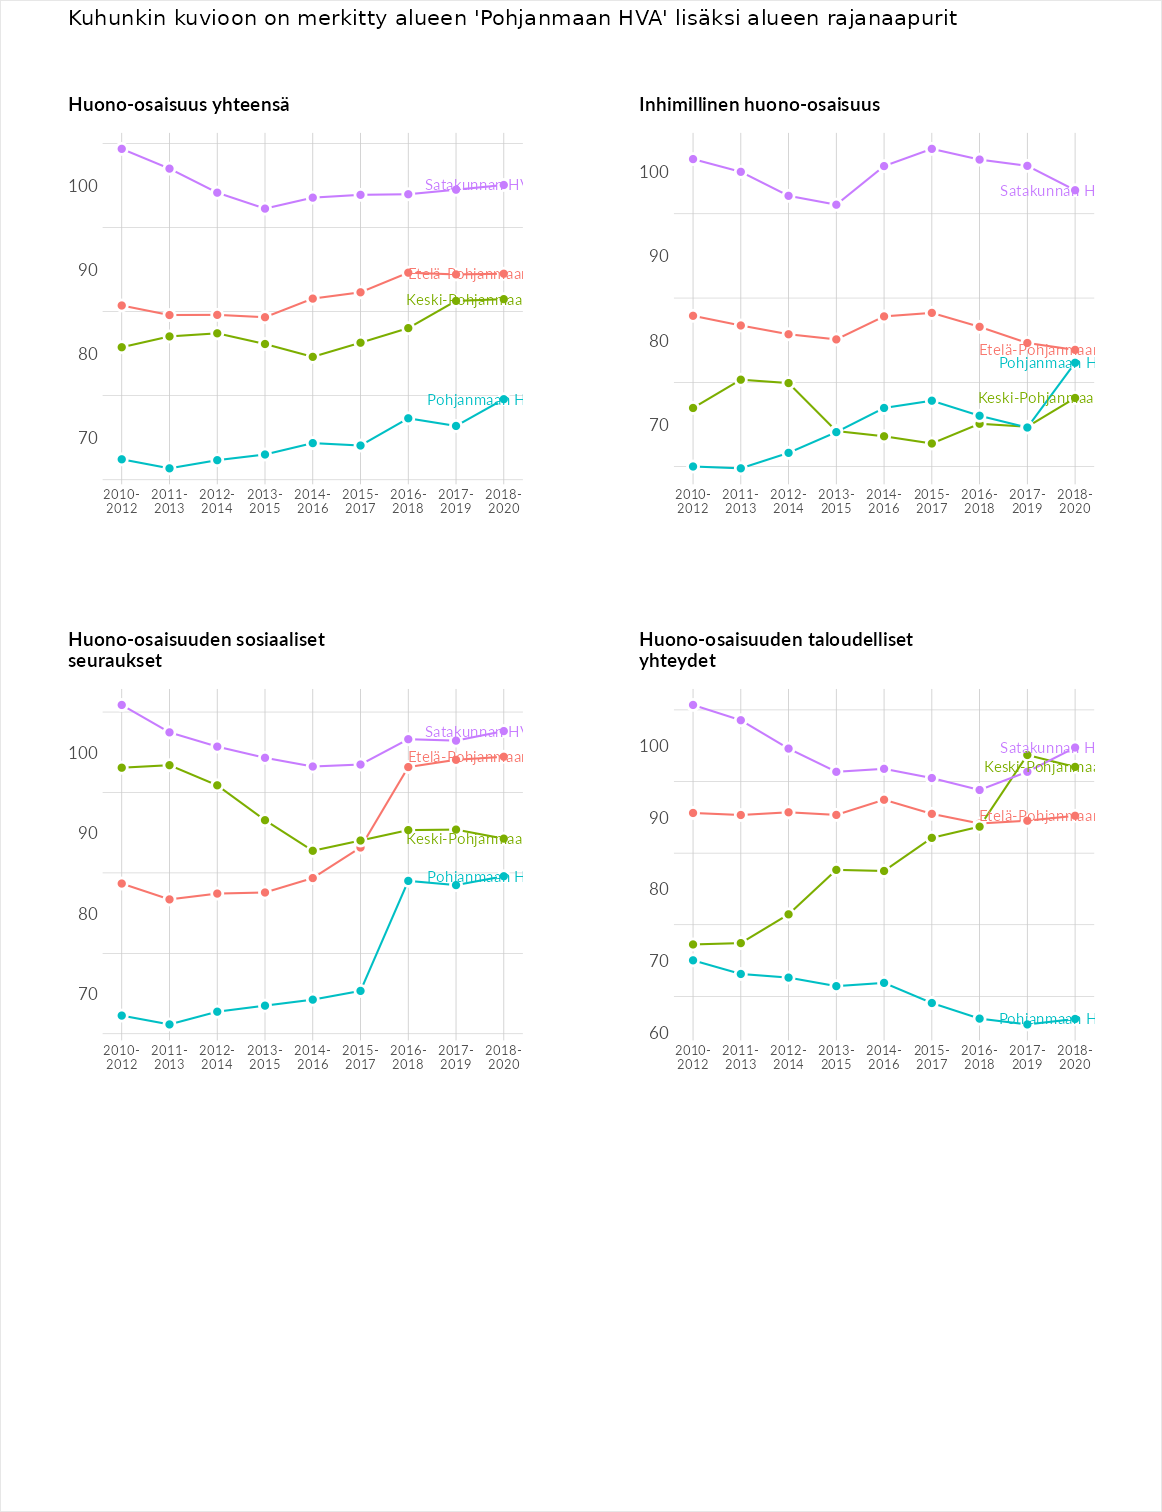 Kuhunkin kuvioon on merkitty alueen 'Pohjanmaan HVA' lisäksi alueen rajanaapurit
Huono-osaisuus yhteensä
100
90
80
70
Satakunnan HV
Etelä-Pohjanmaan
Keski-Pohjanmaa
Pohjanmaan H
2010-2012 2011-2013 2012-2014 2013-2015 2014-2016 2015-2017 2016-2018 2017-2019 2018-2020
Inhimillinen huono-osaisuus
100
90
80
70
Satakunnan H
Etelä-Pohjanmaan
Pohjanmaan H
Keski-Pohjanmaa
2010-2012 2011-2013 2012-2014 2013-2015 2014-2016 2015-2017 2016-2018 2017-2019 2018-2020
Huono-osaisuuden sosiaaliset
seuraukset
100
90
80
70
Satakunnan HV
Etelä-Pohjanmaan
Keski-Pohjanmaa
Pohjanmaan H
2010-2012 2011-2013 2012-2014 2013-2015 2014-2016 2015-2017 2016-2018 2017-2019 2018-2020
Huono-osaisuuden taloudelliset
yhteydet
100
90
80
70
60
Satakunnan H
Keski-Pohjanmaa
Etelä-Pohjanmaan
Pohjanmaan H
2010-2012 2011-2013 2012-2014 2013-2015 2014-2016 2015-2017 2016-2018 2017-2019 2018-2020